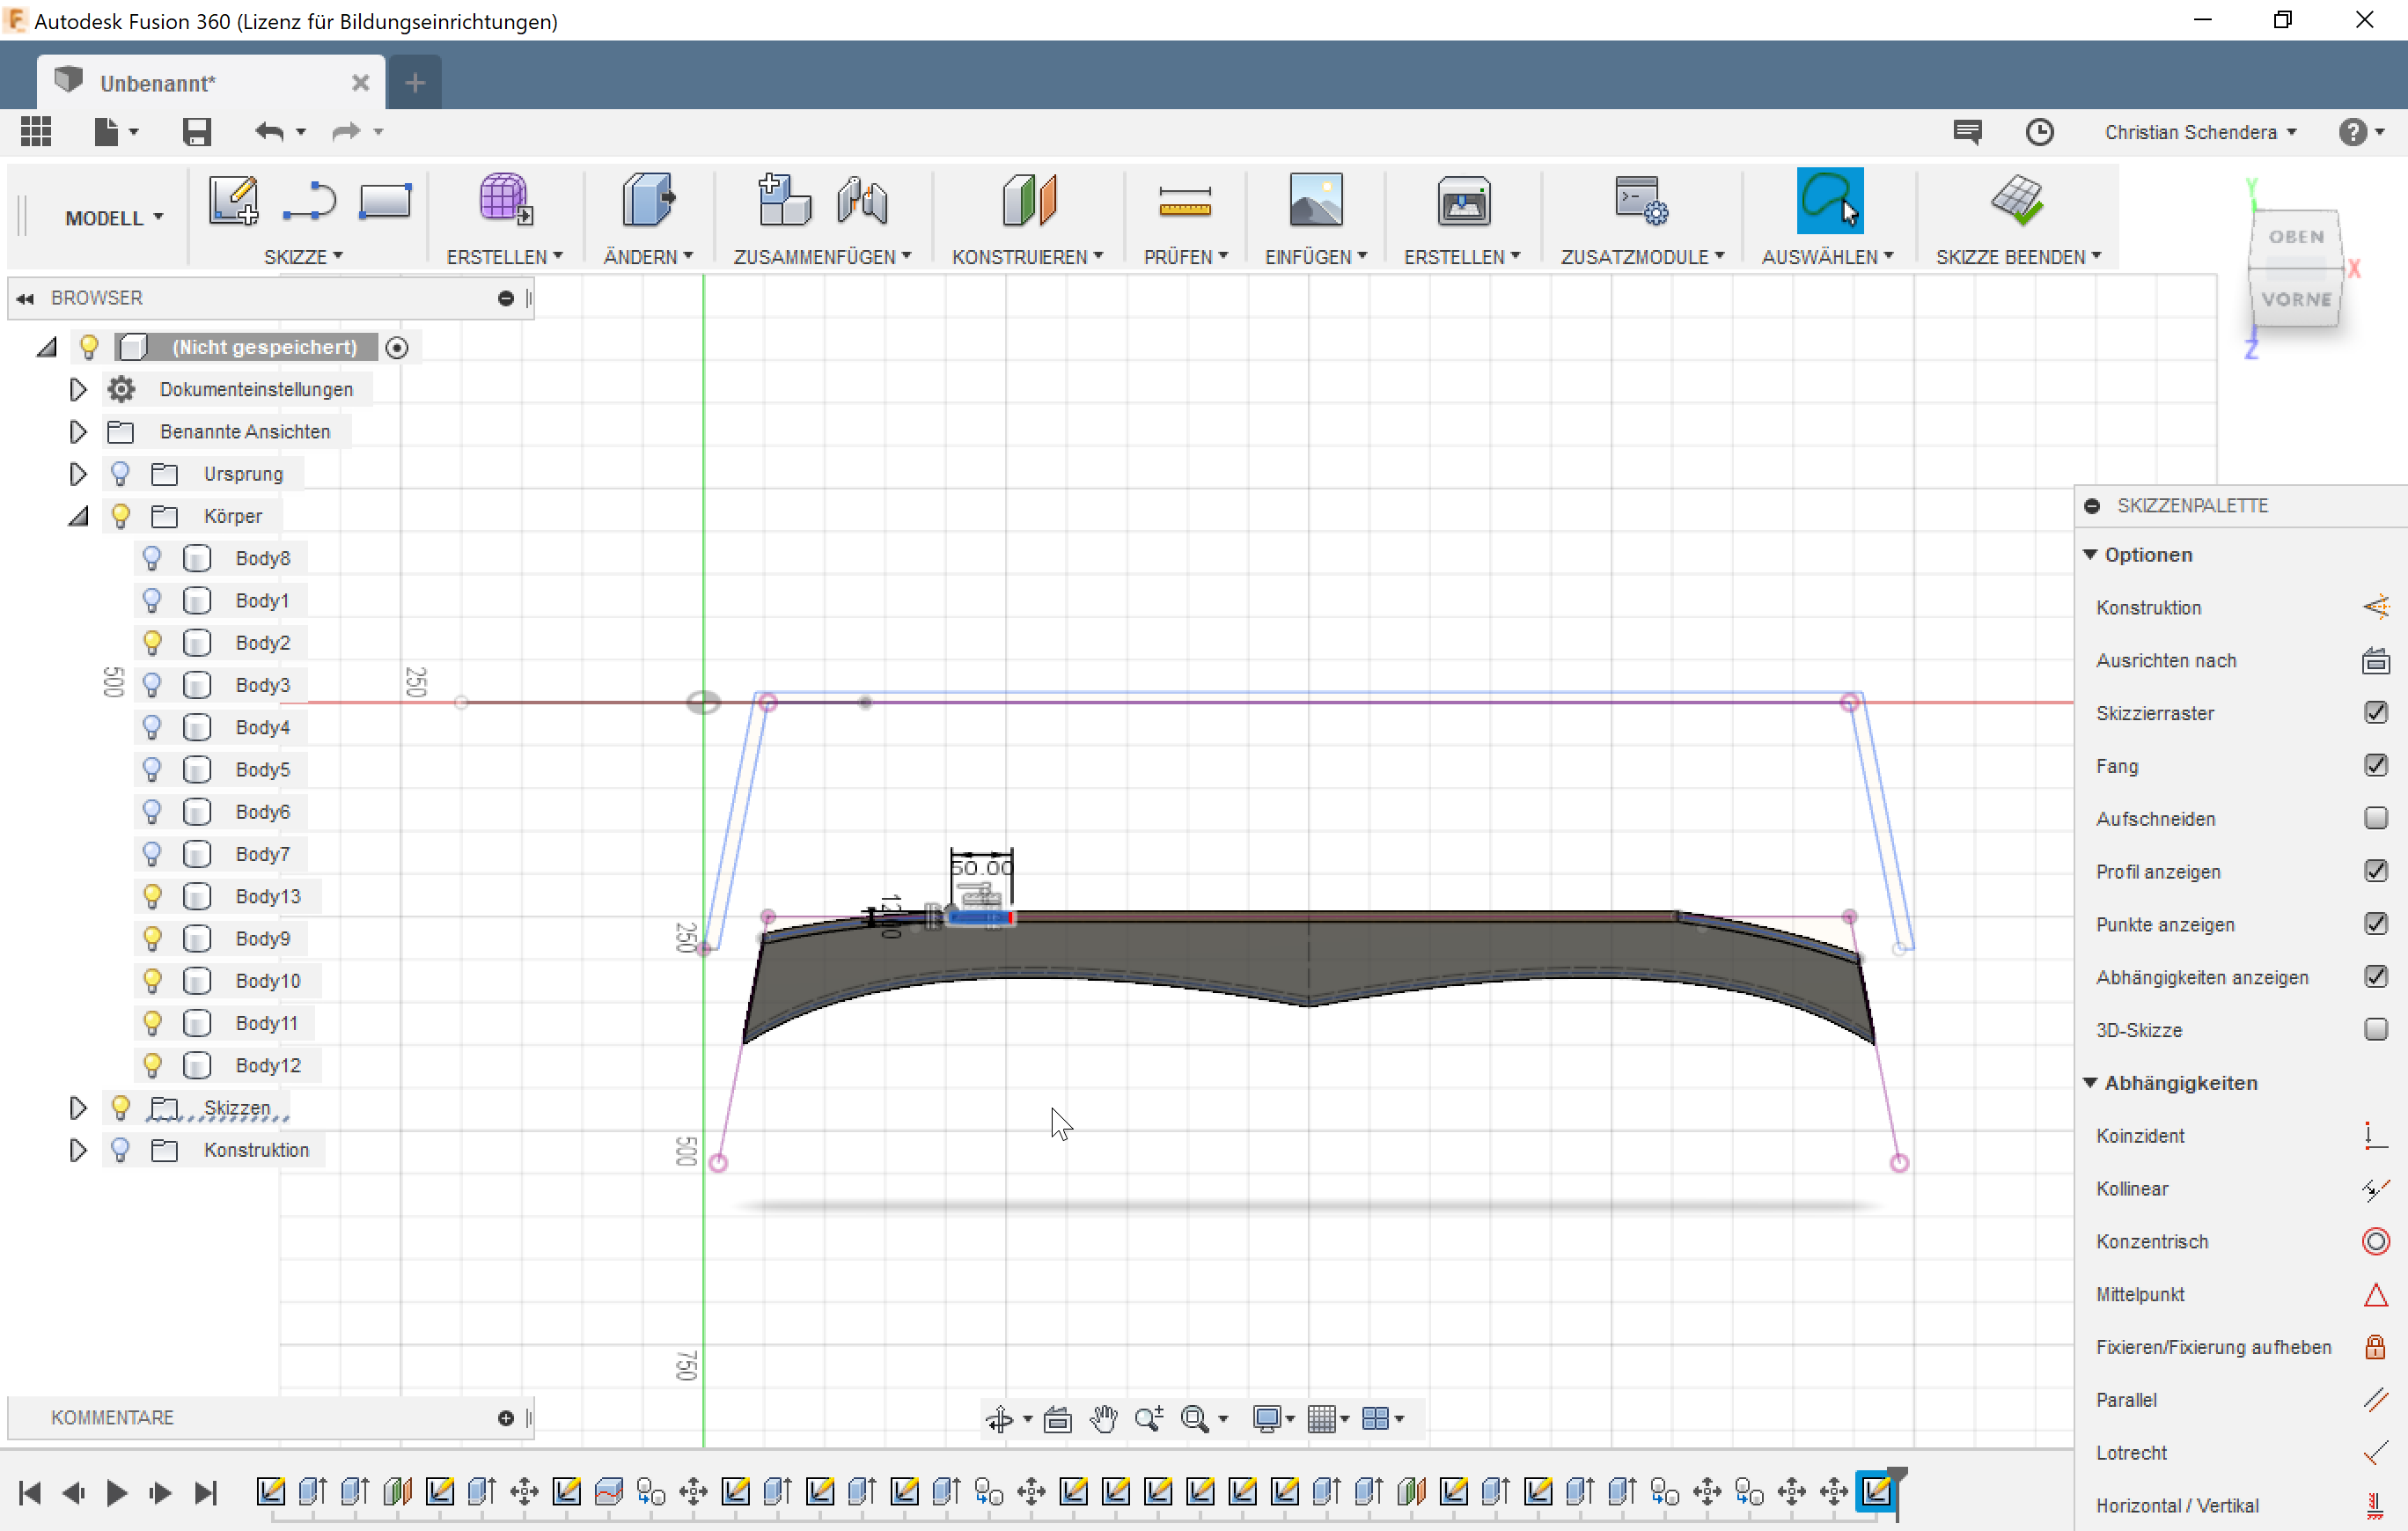 Autodesk Fusion 360 (Lizenz für Bildungseinrichtungen)
Unbenannt*
Christian Schendera
MODELL
SKIZZE
ERSTELLEN
ÄNDERN
ZUSAMMENFÜGEN
KONSTRUIEREN
PRÜFEN
EINFÜGEN
ERSTELLEN
ZUSATZMODULE
AUSWÄHLEN
SKIZZE BEENDEN
Y
OBEN
X
VORNE
Z
BROWSER
(Nicht gespeichert)
Dokumenteinstellungen
Benannte Ansichten
Ursprung
Körper
Body8
Body1
Body2
Body3
Body4
Body5
Body6
Body7
Body13
Body9
Body10
Body11
Body12
Skizzen
Konstruktion
500
250
250
500
750
50.00
SKIZZENPALETTE
Optionen
Konstruktion
Ausrichten nach
Skizzierraster
Fang
Aufschneiden
Profil anzeigen
Punkte anzeigen
Abhängigkeiten anzeigen
3D-Skizze
Abhängigkeiten
Koinzident
Kollinear
Konzentrisch
Mittelpunkt
Fixieren/Fixierung aufheben
Parallel
Lotrecht
Horizontal / Vertikal
KOMMENTARE